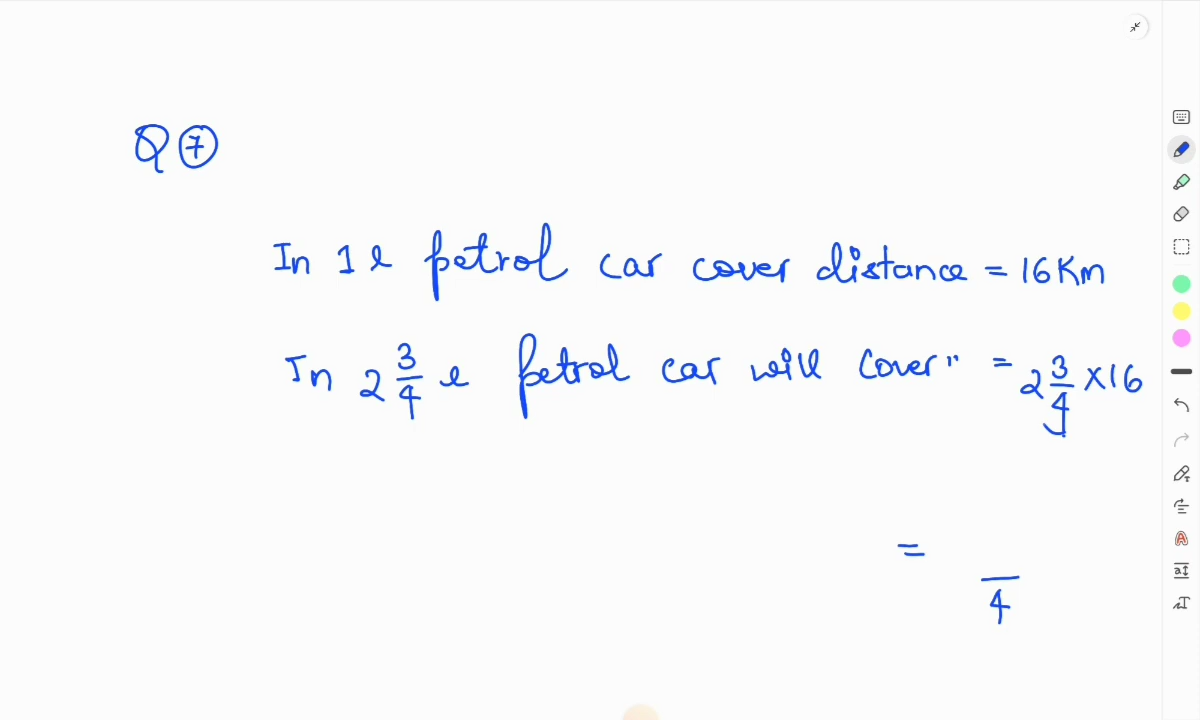 Q 7
In 1 l petrol car cover distance = 16 Km
In 2 3/4 l petrol car will cover " = 2 3/4 × 16
= /4